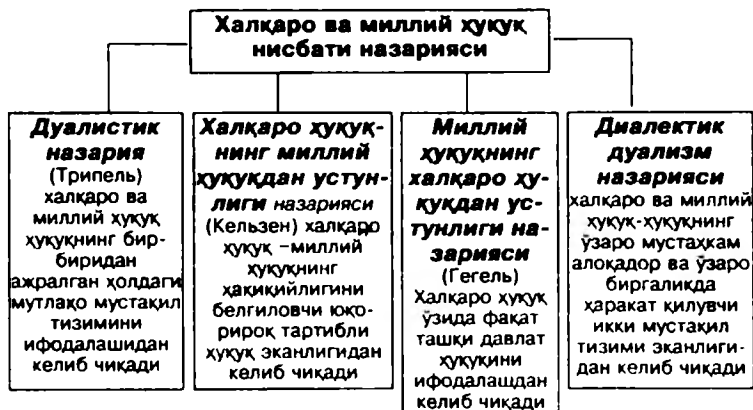 Халқаро ва миллий ҳуқуқ
нисбати назарияси
Дуалистик
назария
(Трипель)
халқаро ва
миллий ҳуқуқ
ҳуқуқнинг бир-
биридан
ажралган ҳолдаги
мутлақо мустақил
тизимини
ифодалашидан
келиб чиқади
Халқаро ҳуқуқ-
нинг миллий
ҳуқуқдан устун-
лиги назарияси
(Кельзен) халқаро
ҳуқуқ –миллий
ҳуқуқнинг
ҳақиқийлигини
белгиловчи юқо-
рироқ тартибли
ҳуқуқ эканлигидан
келиб чиқади
Миллий
ҳуқуқнинг
халқаро ҳу-
қуқдан ус-
тунлиги на-
зарияси
(Гегель)
Халқаро ҳуқуқ
ўзида фақат
ташқи давлат
ҳуқуқини
ифодалашдан
келиб чиқади
Диалектик
дуализм
назарияси
халқаро ва миллий
ҳуқуқ-ҳуқуқнинг
ўзаро мустаҳкам
алоқадор ва ўзаро
биргаликда
ҳаракат қилувчи
икки мустақил
тизими эканлиги-
дан келиб чиқади